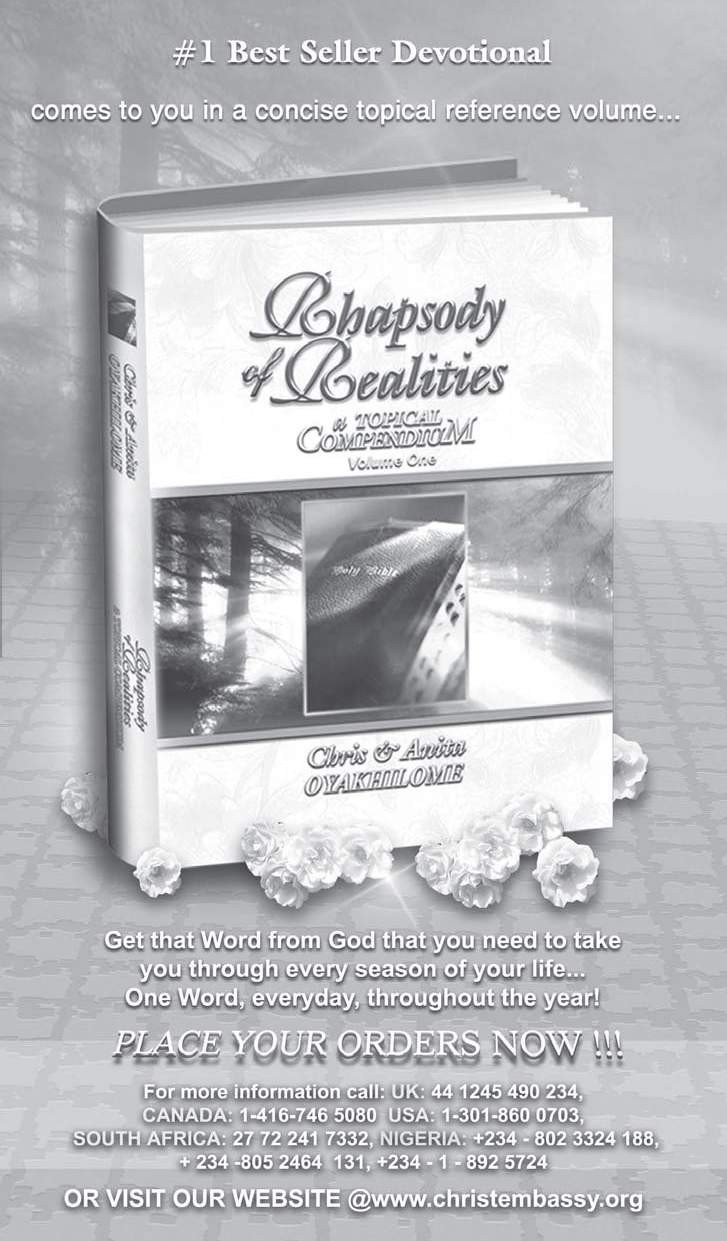 #1 Best Seller Devotional
comes to you in a concise topical reference volume...
Rhapsody
of Realities
a TOPICAL
COMPENDIUM
Volume One
Holy Bible
Chris & Anita
OYAKHILOME
Chris & Anita
OYAKHILOME
Rhapsody
of Realities
Get that Word from God that you need to take
you through every season of your life...
One Word, everyday, throughout the year!
PLACE YOUR ORDERS NOW !!!
For more information call: UK: 44 1245 490 234,
CANADA: 1-416-746 5080 USA: 1-301-860 0703,
SOUTH AFRICA: 27 72 241 7332, NIGERIA: +234 - 802 3324 188,
+ 234 -805 2464 131, +234 - 1 - 892 5724
OR VISIT OUR WEBSITE @www.christembassy.org